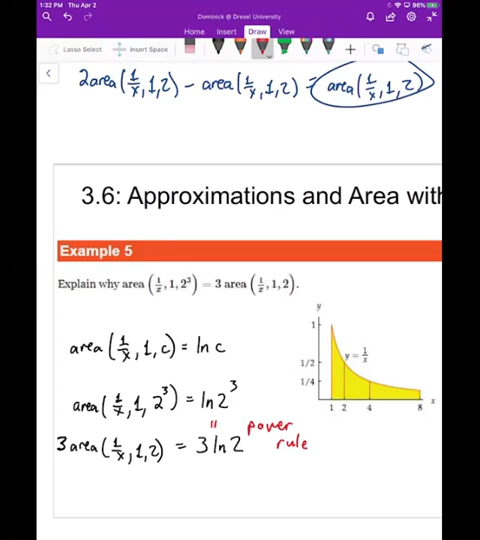 1:32 PM Thu Apr 2
96%
Dominick @ Drexel University
Home Insert Draw View
Lasso Select Insert Space
2area(1/x, 1, 2) - area(1/x, 1, 2) = area(1/x, 1, 2)
3.6: Approximations and Area with
Example 5
Explain why area (1/x, 1, 2³) = 3 area (1/x, 1, 2).
area(1/x, 1, c) = ln c
area(1/x, 1, 2³) = ln 2³
" power
3area(1/x, 1, 2) = 3 ln 2 rule
y
1
1/2
y = 1/x
1/4
x
1 2 4 8